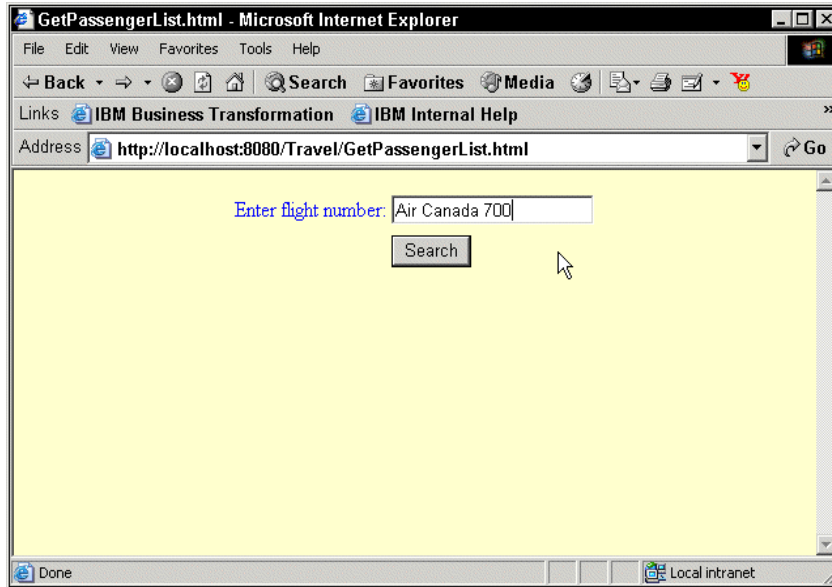 GetPassengerList.html - Microsoft Internet Explorer
File Edit View Favorites Tools Help
Back Search Favorites Media
Links IBM Business Transformation IBM Internal Help »
Address http://localhost:8080/Travel/GetPassengerList.html Go
Enter flight number: Air Canada 700
Search
Done Local intranet